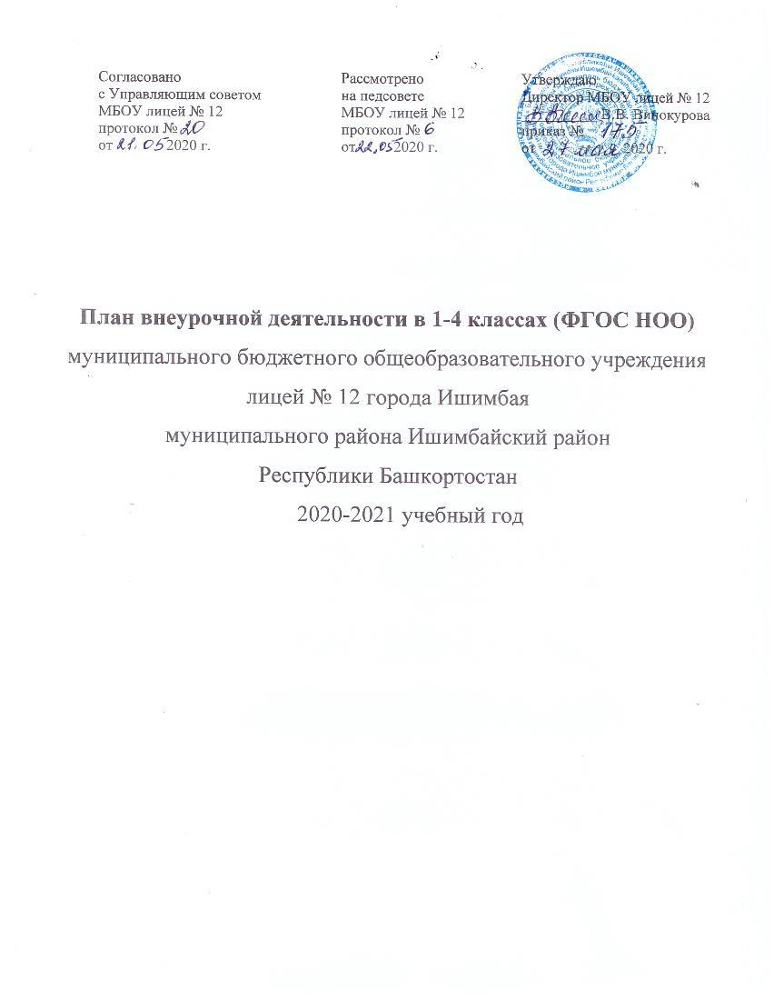 Согласовано
с Управляющим советом
МБОУ лицей № 12
протокол № 20
от 21.05 2020 г.
Рассмотрено
на педсовете
МБОУ лицей № 12
протокол № 6
от 22.05 2020 г.
Утверждаю:
Директор МБОУ лицей № 12
В.В. Винокурова
приказ №
от 27 мая 2020 г.
План внеурочной деятельности в 1-4 классах (ФГОС НОО)
муниципального бюджетного общеобразовательного учреждения
лицей № 12 города Ишимбая
муниципального района Ишимбайский район
Республики Башкортостан
2020-2021 учебный год